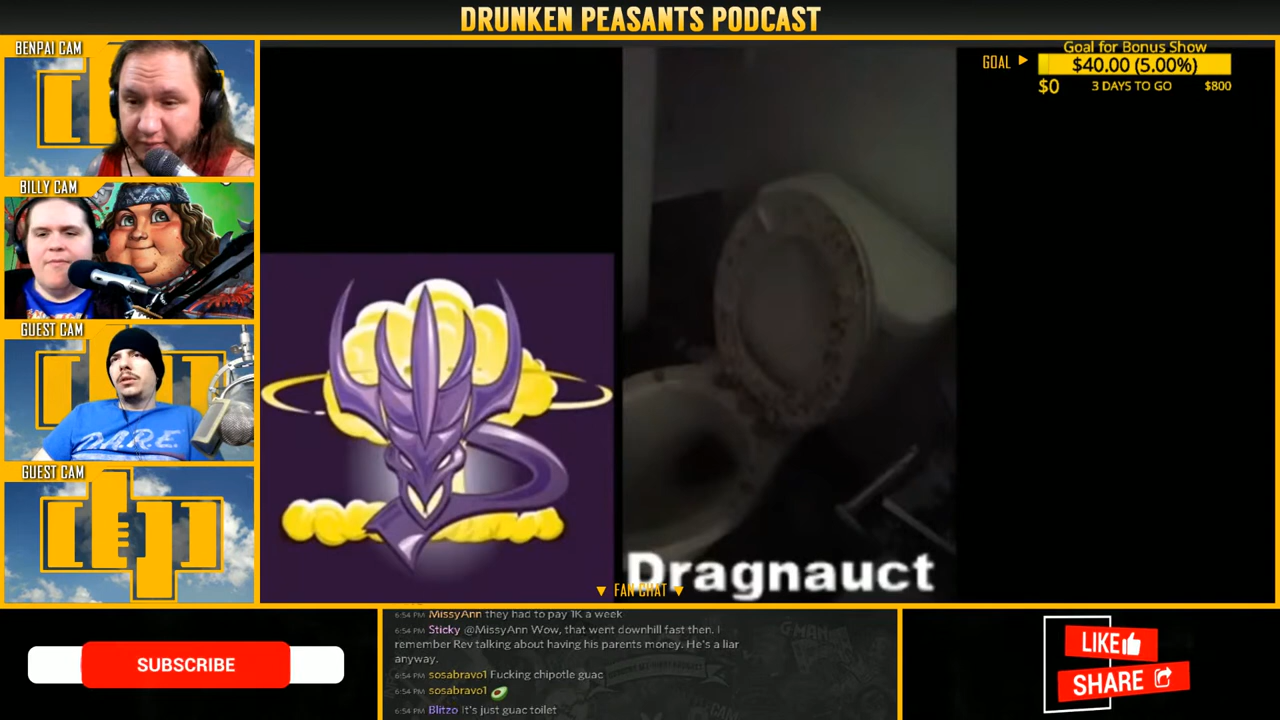 DRUNKEN PEASANTS PODCAST
BENPAI CAM
BILLY CAM
GUEST CAM
D.A.R.E.
GUEST CAM
GOAL ▶
Goal for Bonus Show
$40.00 (5.00%)
$0 3 DAYS TO GO $800
Dragnauct
▼ FAN CHAT ▼
6:54 PM MissyAnn they had to pay 1K a week
6:54 PM Sticky @MissyAnn Wow, that went downhill fast then. I
remember Rev talking about having his parents money. He's a liar
anyway.
6:54 PM sosabravo1 Fucking chipotle guac
6:54 PM sosabravo1 🥑
6:54 PM Blitzo It's just guac toilet
SUBSCRIBE
LIKE
SHARE